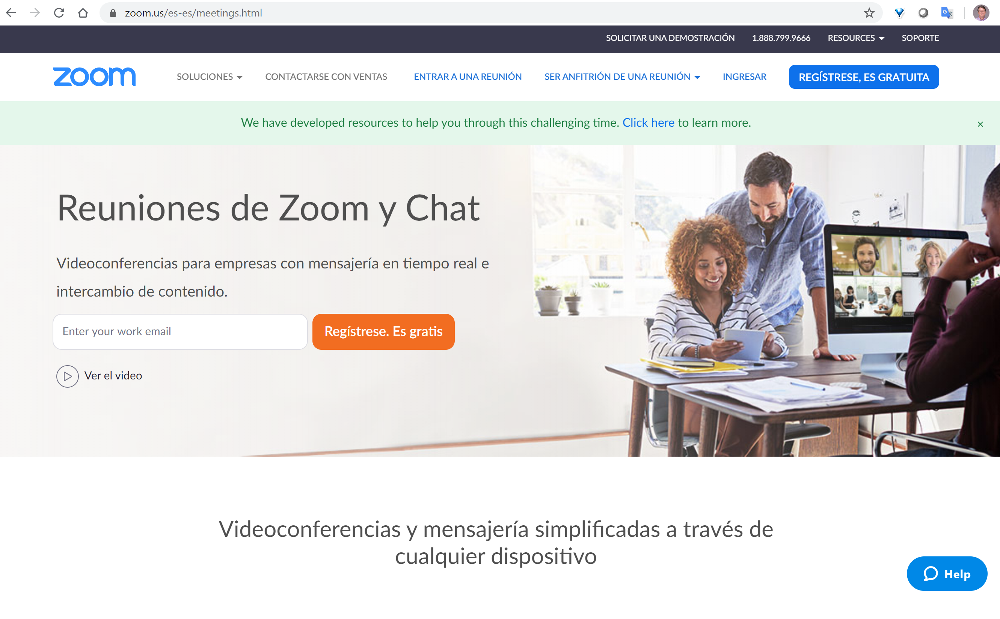 zoom.us/es-es/meetings.html
SOLICITAR UNA DEMOSTRACIÓN 1.888.799.9666 RESOURCES SOPORTE
zoom SOLUCIONES CONTACTARSE CON VENTAS ENTRAR A UNA REUNIÓN SER ANFITRIÓN DE UNA REUNIÓN INGRESAR REGÍSTRESE, ES GRATUITA
We have developed resources to help you through this challenging time. Click here to learn more.
Reuniones de Zoom y Chat
Videoconferencias para empresas con mensajería en tiempo real e
intercambio de contenido.
Enter your work email Regístrese. Es gratis
Ver el video
Videoconferencias y mensajería simplificadas a través de
cualquier dispositivo
Help